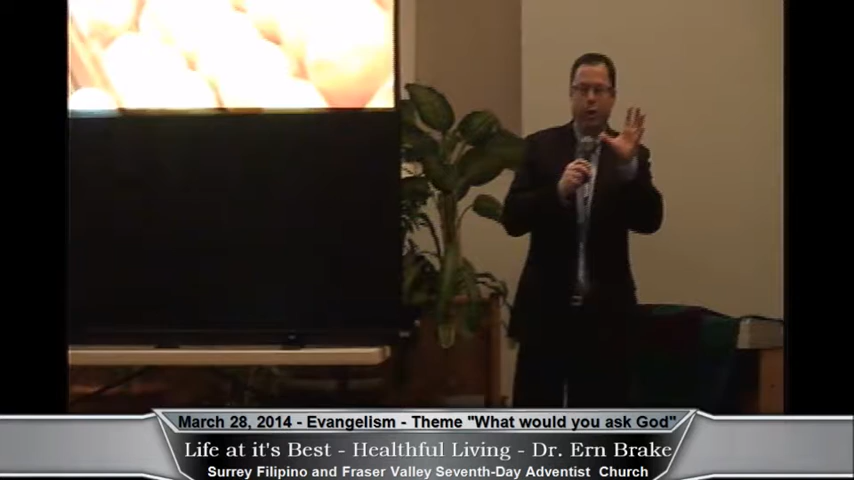 March 28, 2014 - Evangelism - Theme "What would you ask God"
Life at it's Best - Healthful Living - Dr. Ern Brake
Surrey Filipino and Fraser Valley Seventh-Day Adventist Church